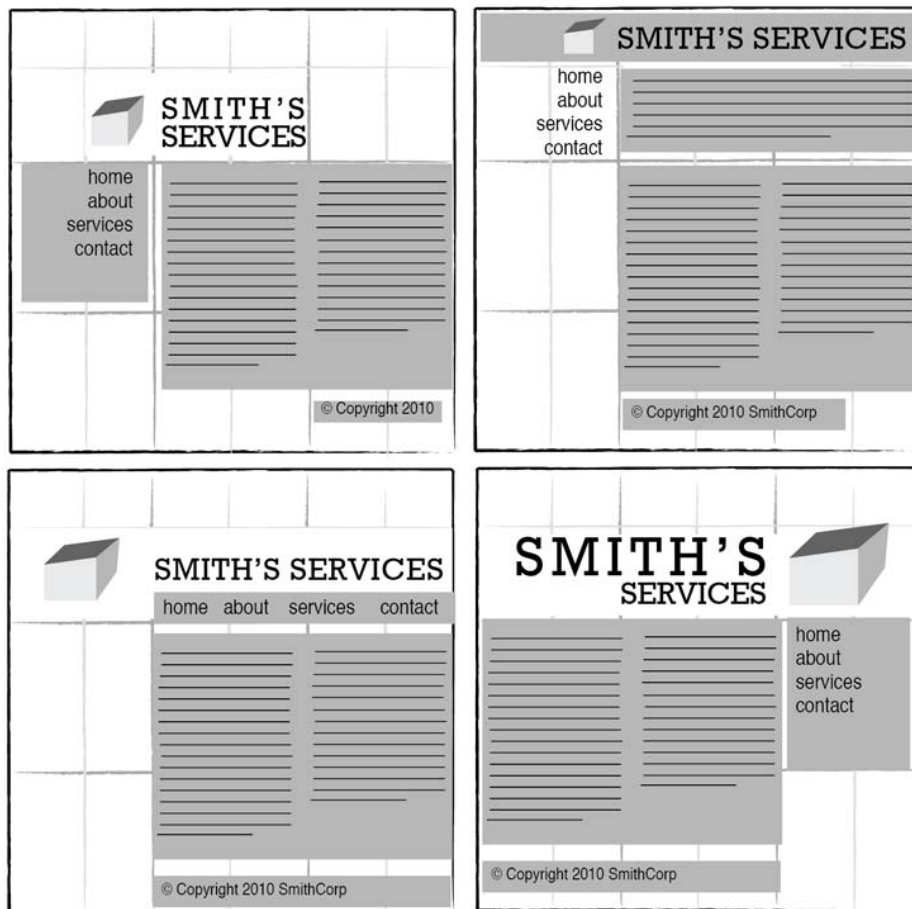 SMITH'S
SERVICES
home
about
services
contact
© Copyright 2010
SMITH'S SERVICES
home
about
services
contact
© Copyright 2010 SmithCorp
SMITH'S SERVICES
home about services contact
© Copyright 2010 SmithCorp
SMITH'S
SERVICES
home
about
services
contact
© Copyright 2010 SmithCorp